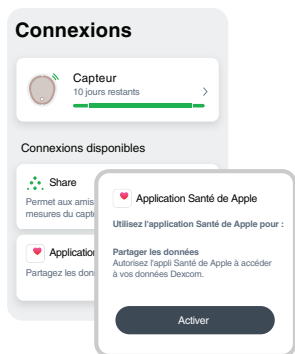 Connexions
Capteur
10 jours restants
Connexions disponibles
Share
Permet aux amis
mesures du
Application
Partagez les
Application Santé de Apple
Utilisez l'application Santé de Apple pour :
Partager les données
Autorisez l'appli Santé de Apple à accéder
à vos données Dexcom.
Activer